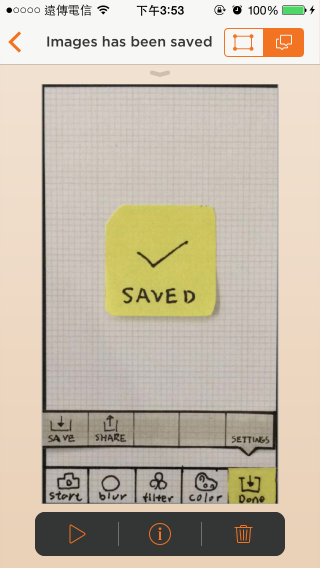 遠傳電信 下午3:53 100%
Images has been saved
SAVED
SAVE SHARE SETTINGS
start blur filter color Done